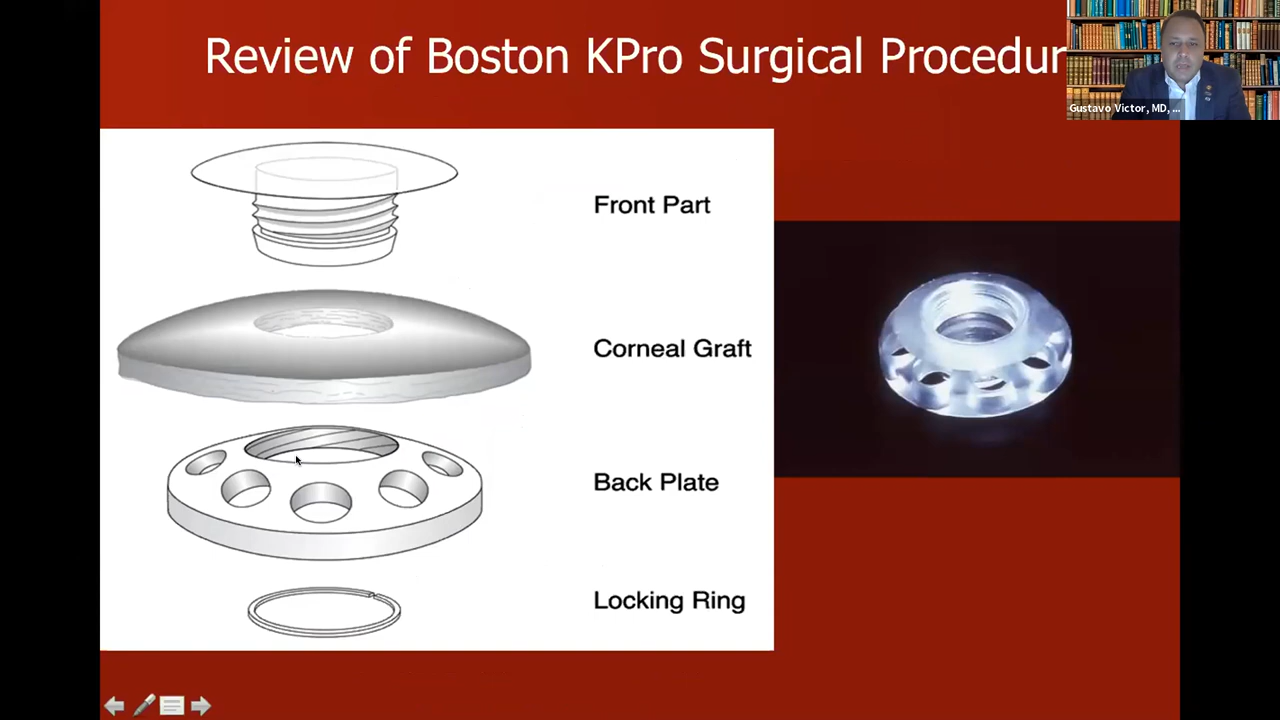 Review of Boston KPro Surgical Procedur
Gustavo Victor, MD, ...
Front Part
Corneal Graft
Back Plate
Locking Ring